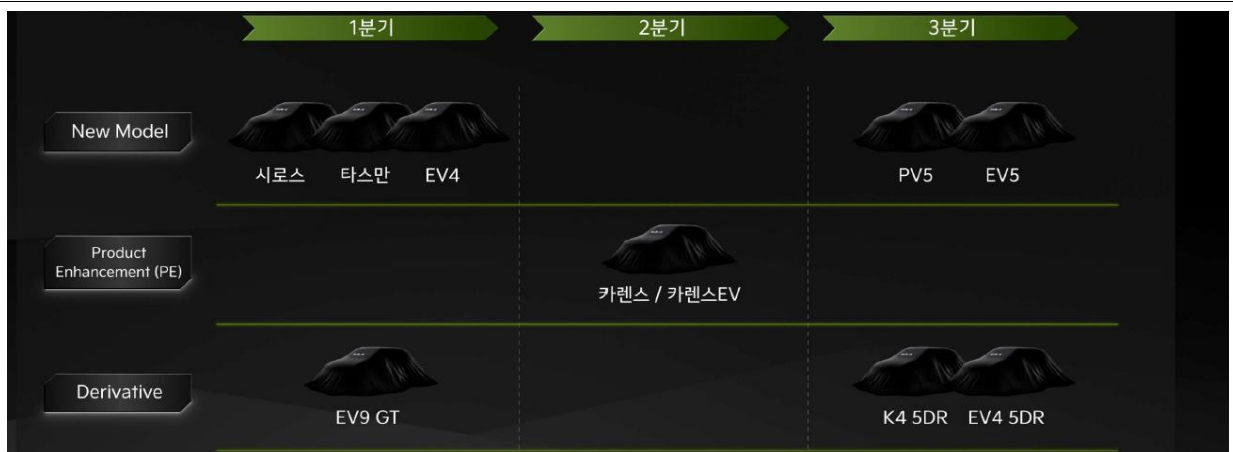 1분기 2분기 3분기
New Model
시로스 타스만 EV4 PV5 EV5
Product
Enhancement (PE)
카렌스 / 카렌스EV
Derivative
EV9 GT K4 5DR EV4 5DR